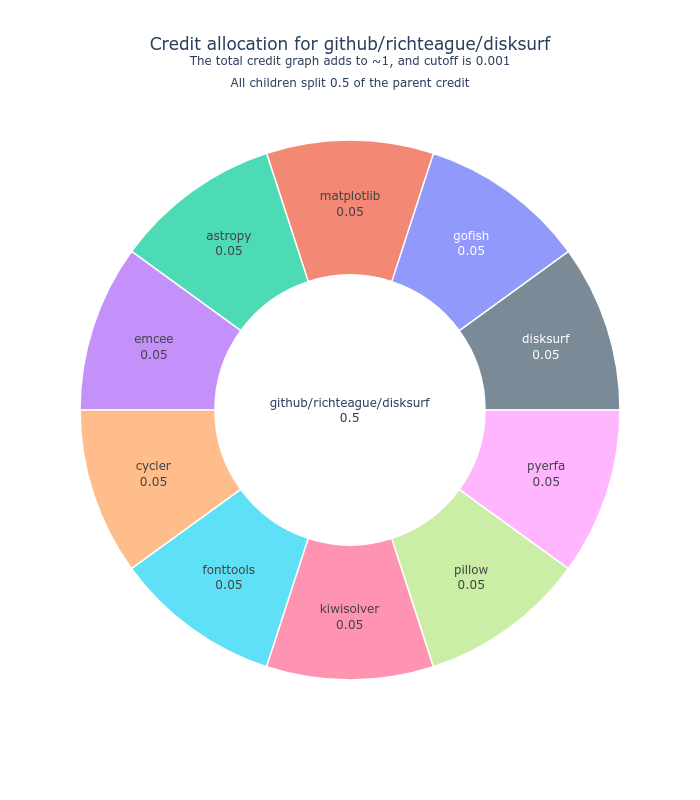 Credit allocation for github/richteague/disksurf
The total credit graph adds to ~1, and cutoff is 0.001
All children split 0.5 of the parent credit
matplotlib
0.05
astropy
0.05
gofish
0.05
emcee
0.05
disksurf
0.05
github/richteague/disksurf
0.5
cycler
0.05
pyerfa
0.05
fonttools
0.05
pillow
0.05
kiwisolver
0.05